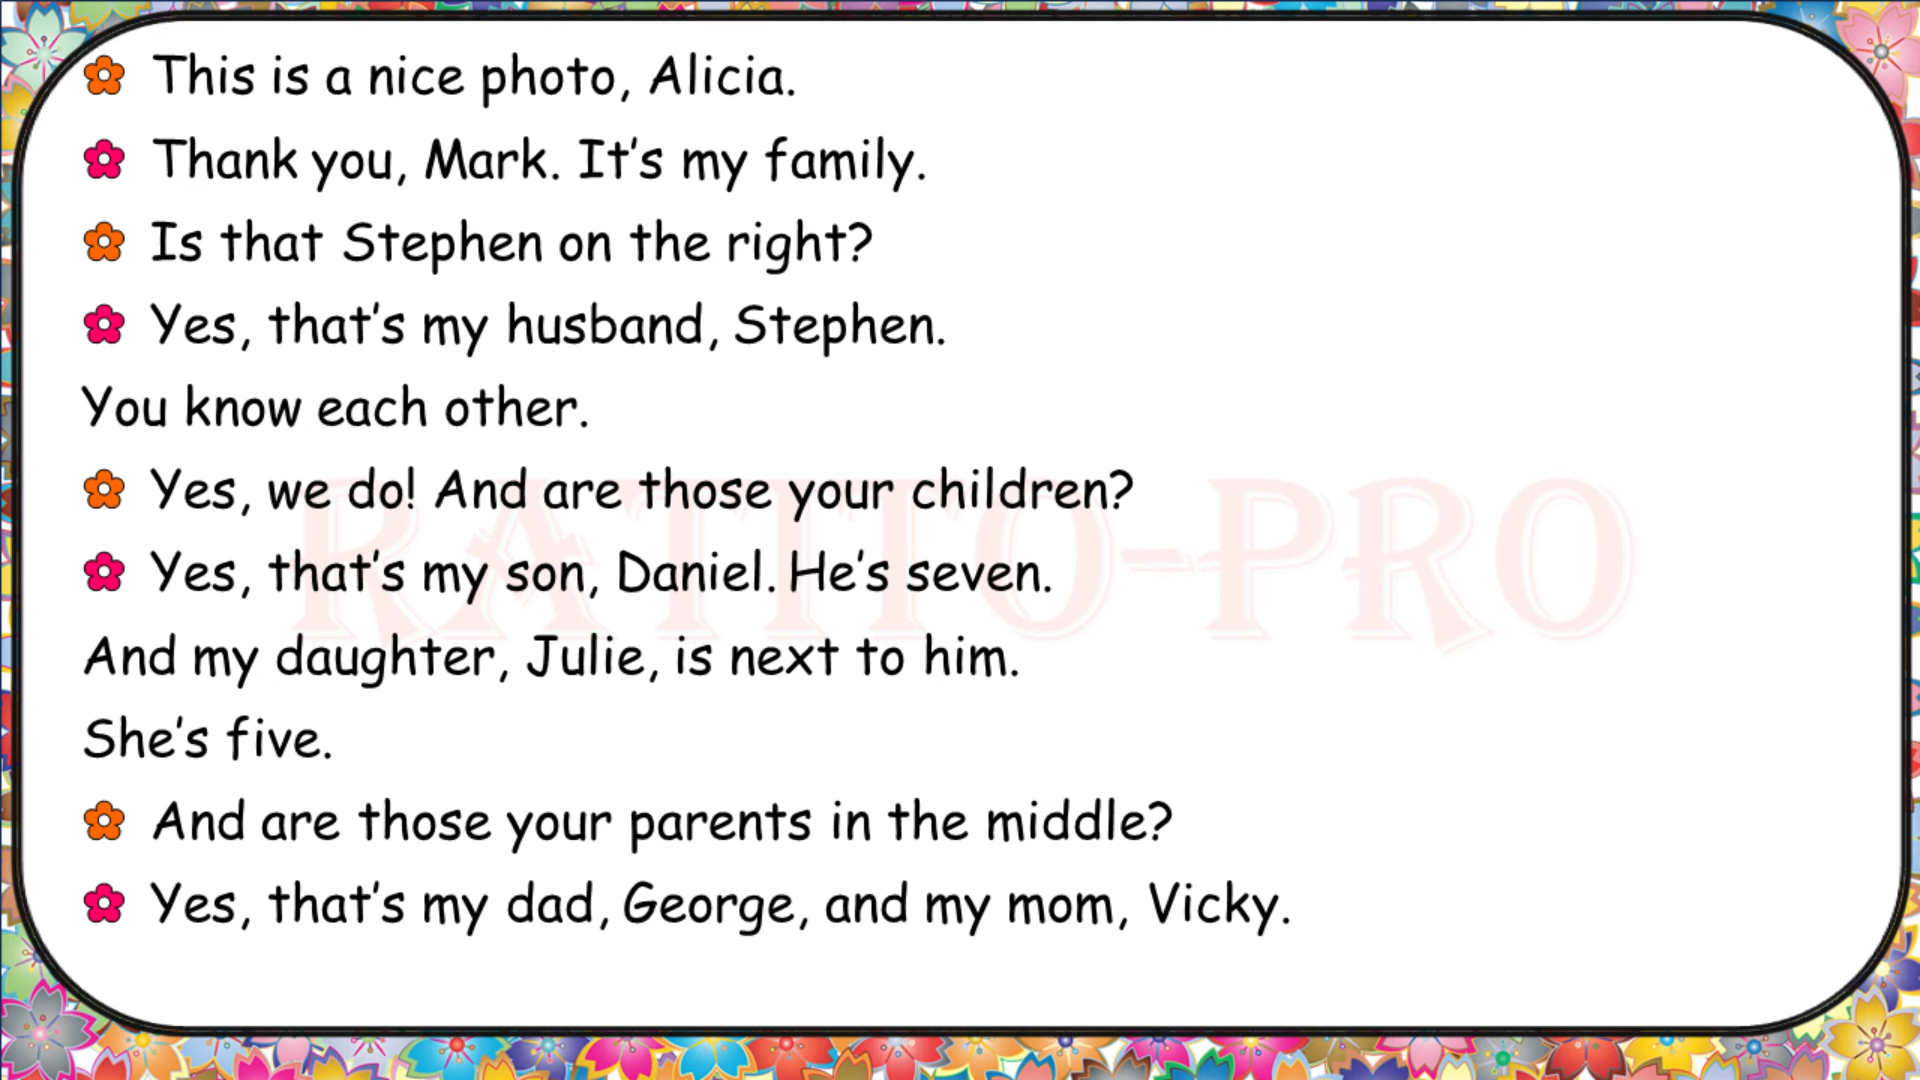 This is a nice photo, Alicia.
Thank you, Mark. It's my family.
Is that Stephen on the right?
Yes, that's my husband, Stephen.
You know each other.
Yes, we do! And are those your children?
Yes, that's my son, Daniel. He's seven.
And my daughter, Julie, is next to him.
She's five.
And are those your parents in the middle?
Yes, that's my dad, George, and my mom, Vicky.
RATITO-PRO